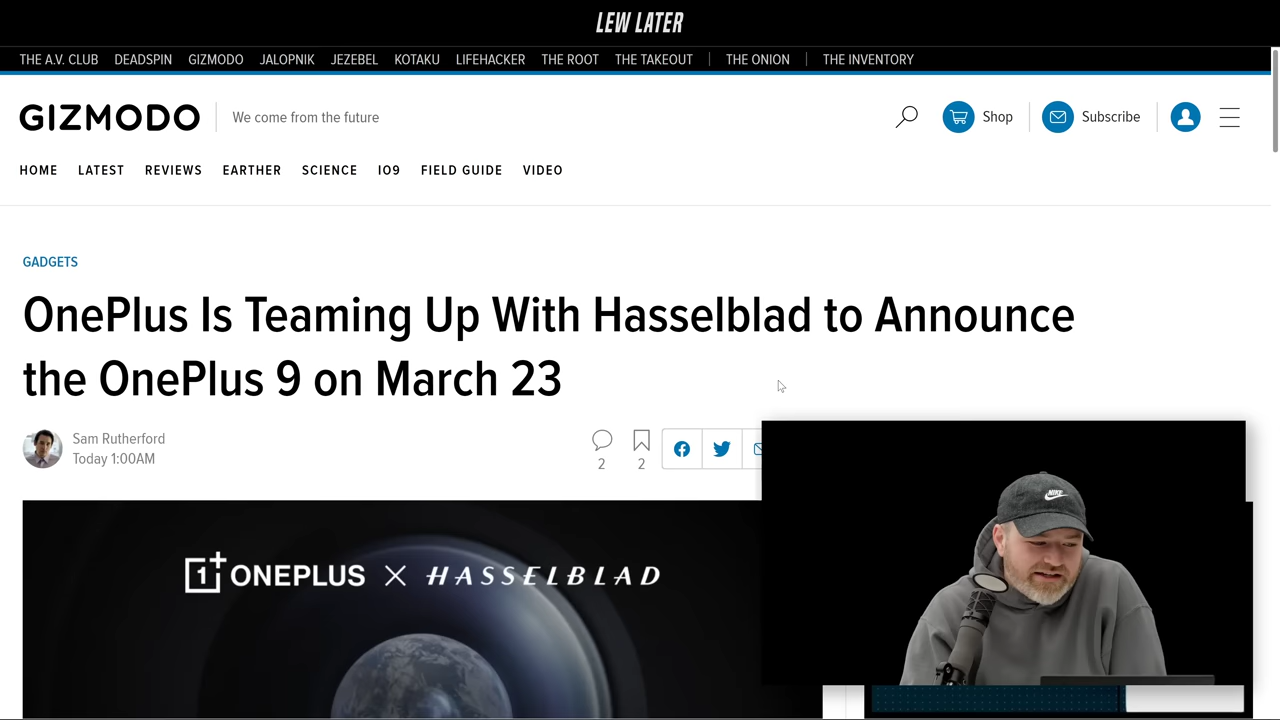 LEW LATER
THE A.V. CLUB DEADSPIN GIZMODO JALOPNIK JEZEBEL KOTAKU LIFEHACKER THE ROOT THE TAKEOUT THE ONION THE INVENTORY
GIZMODO We come from the future Shop Subscribe
HOME LATEST REVIEWS EARTHER SCIENCE IO9 FIELD GUIDE VIDEO
GADGETS
OnePlus Is Teaming Up With Hasselblad to Announce
the OnePlus 9 on March 23
Sam Rutherford
Today 1:00AM
2 2
1+ ONEPLUS X HASSELBLAD
NIKE